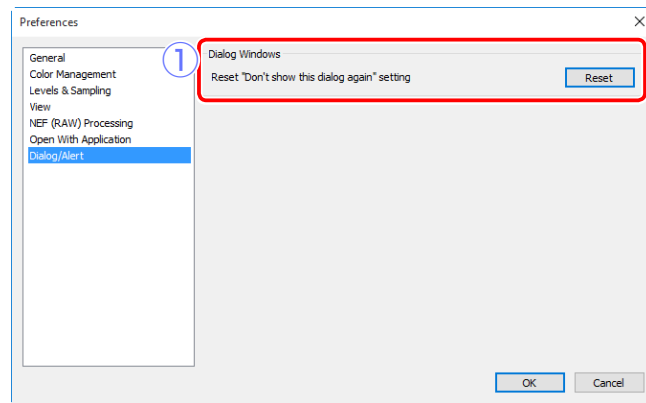 Preferences
General
Color Management
Levels & Sampling
View
NEF (RAW) Processing
Open With Application
Dialog/Alert
①
Dialog Windows
Reset "Don't show this dialog again" setting
Reset
OK
Cancel